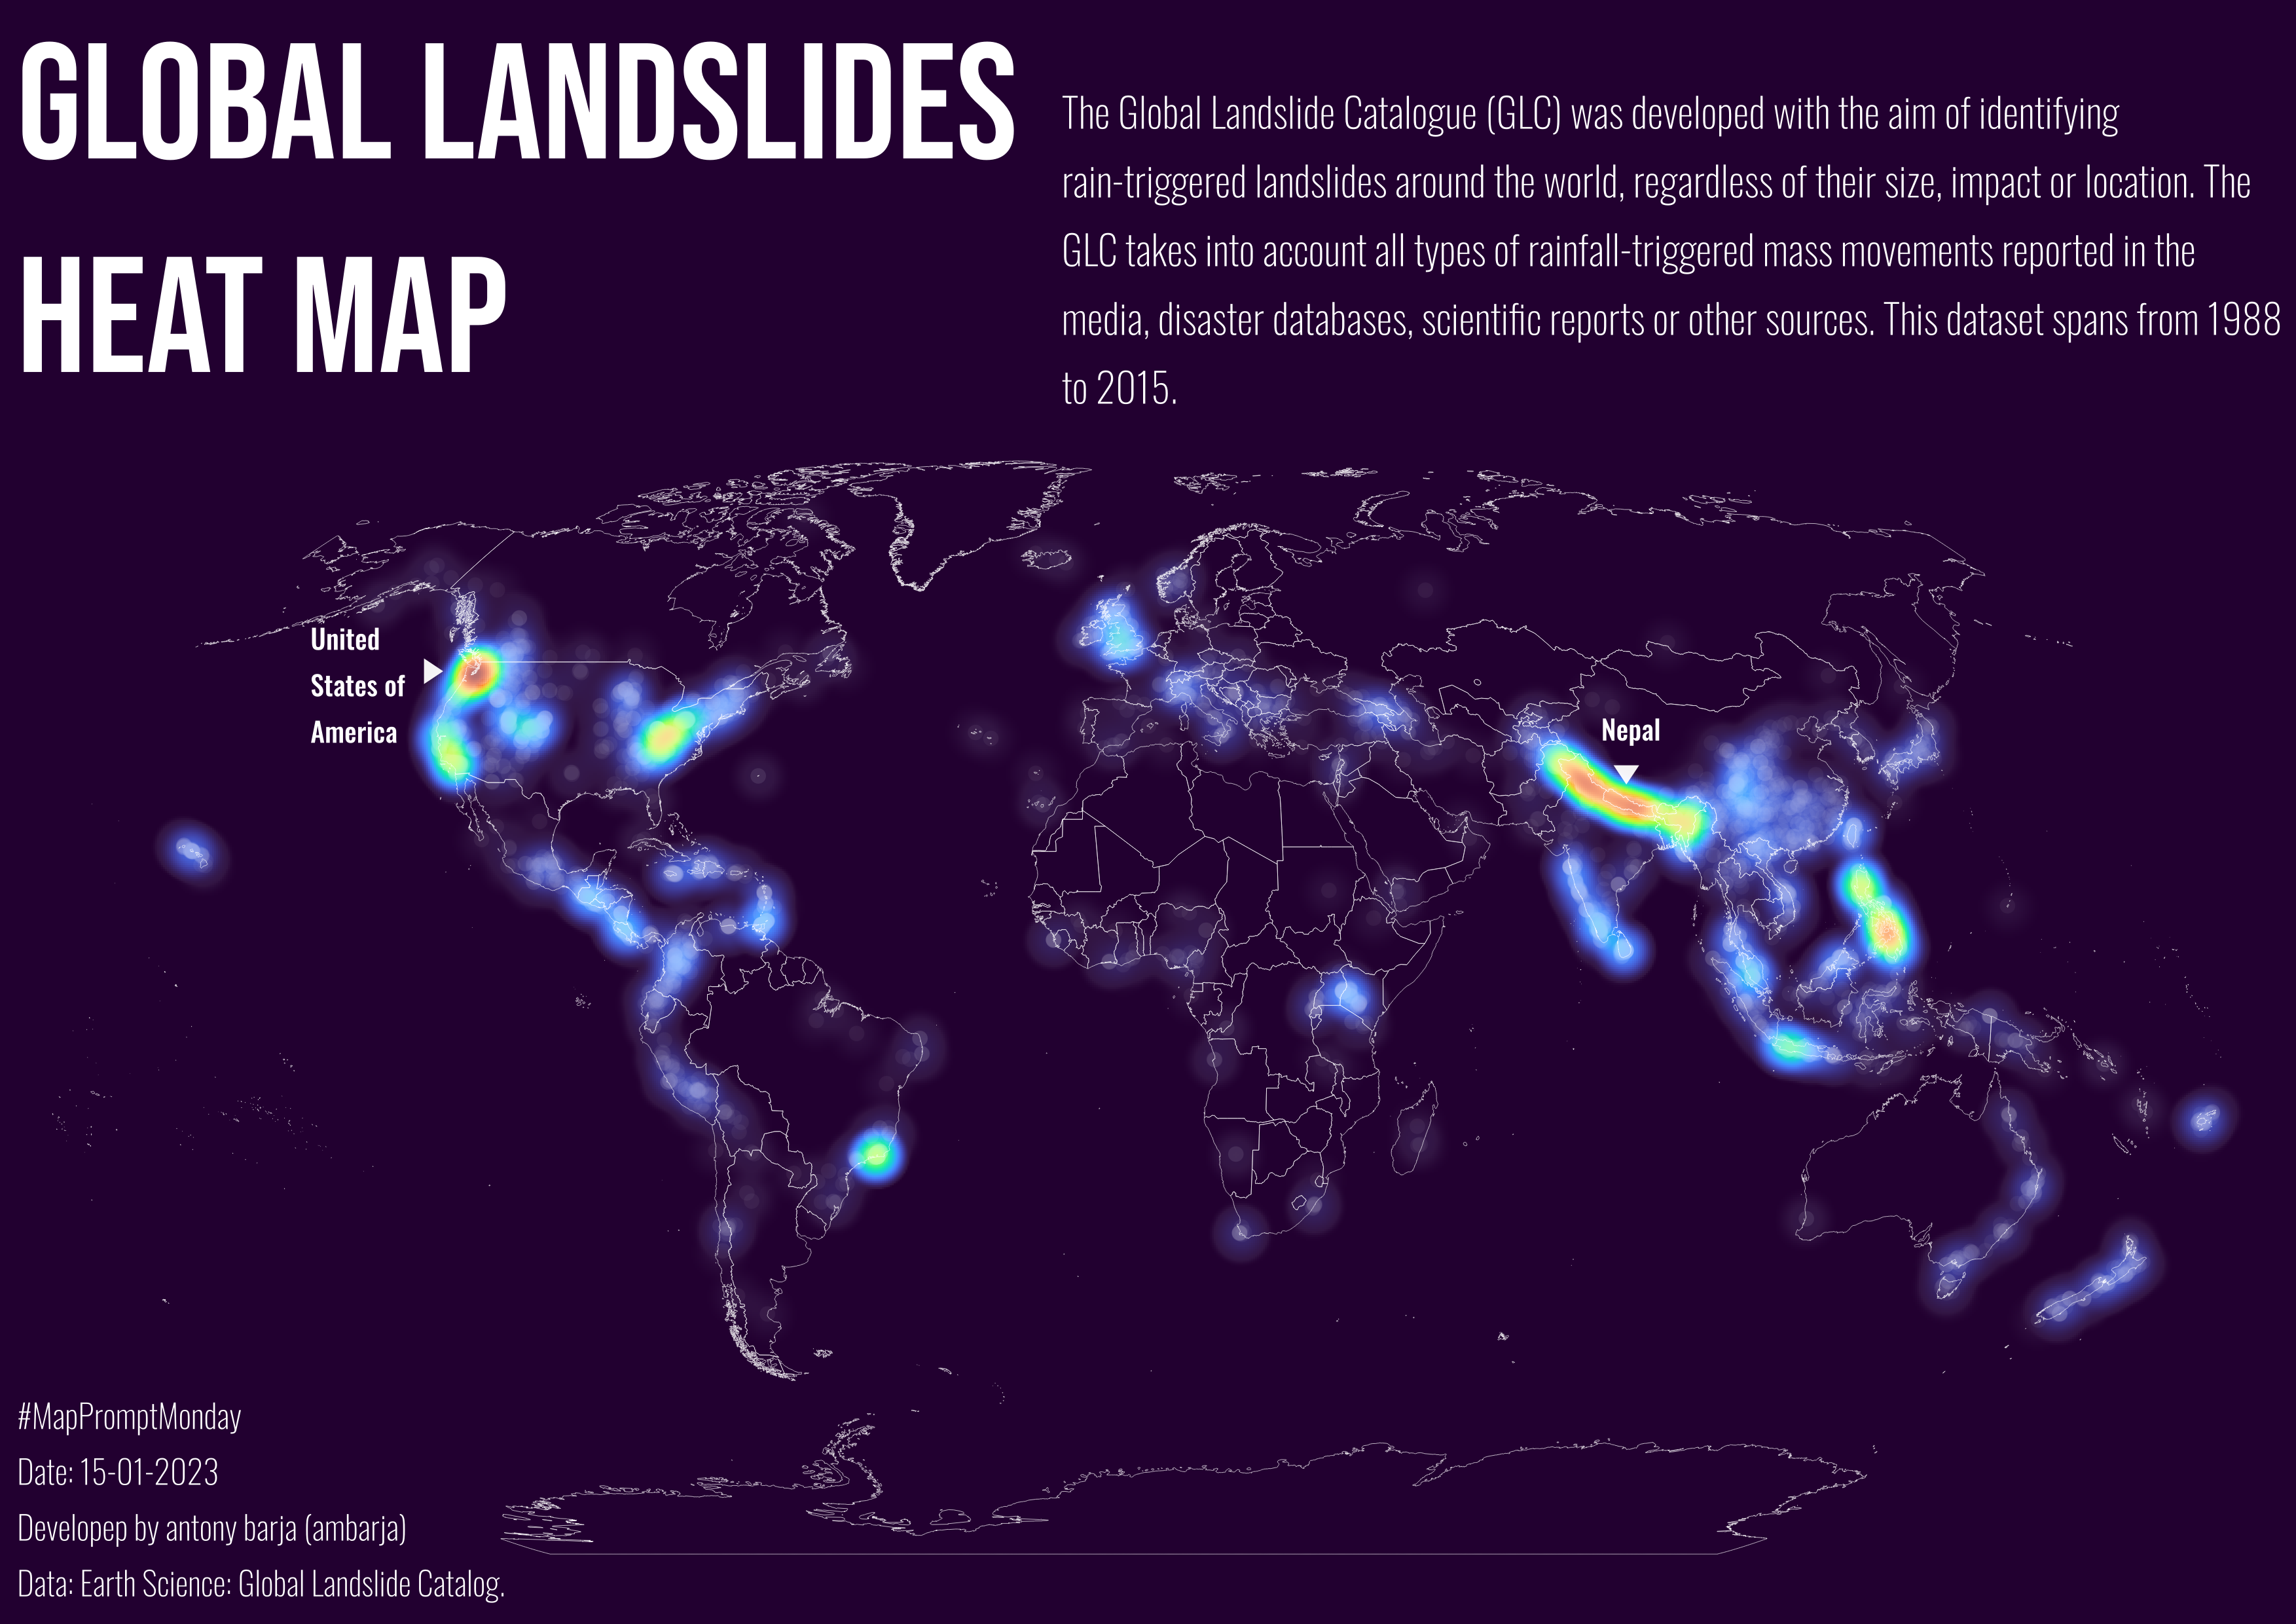 GLOBAL LANDSLIDES
HEAT MAP
The Global Landslide Catalogue (GLC) was developed with the aim of identifying
rain-triggered landslides around the world, regardless of their size, impact or location. The
GLC takes into account all types of rainfall-triggered mass movements reported in the
media, disaster databases, scientific reports or other sources. This dataset spans from 1988
to 2015.
United
States of
America
Nepal
#MapPromptMonday
Date: 15-01-2023
Developep by antony barja (ambarja)
Data: Earth Science: Global Landslide Catalog.